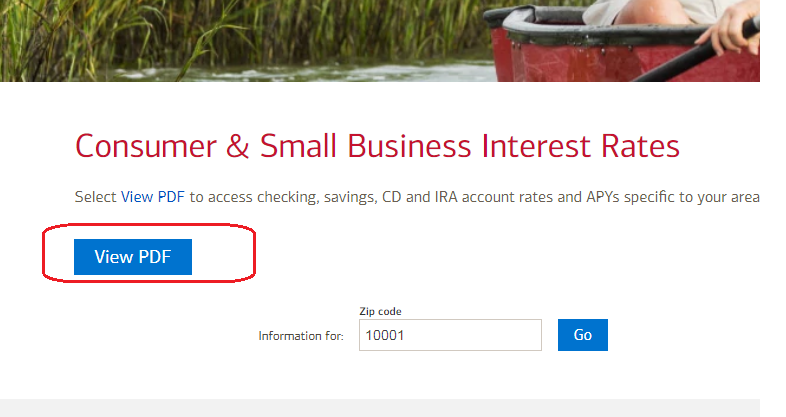 Consumer & Small Business Interest Rates
Select View PDF to access checking, savings, CD and IRA account rates and APYs specific to your area
View PDF
Zip code
Information for: 10001 Go